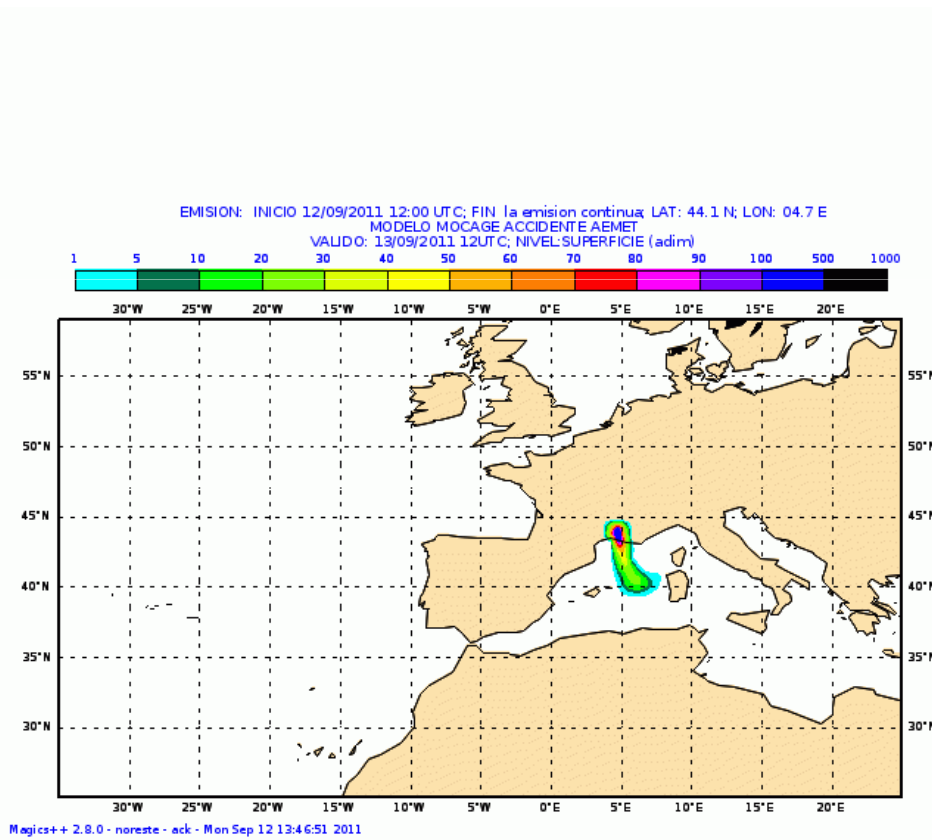 EMISION: INICIO 12/09/2011 12:00 UTC; FIN la emision continua; LAT: 44.1 N; LON: 04.7 E
MODELO MOCAGE ACCIDENTE AEMET
VALIDO: 13/09/2011 12UTC; NIVEL:SUPERFICIE (adim)
1 5 10 20 30 40 50 60 70 80 90 100 500 1000
30°W 25°W 20°W 15°W 10°W 5°W 0°E 5°E 10°E 15°E 20°E
55°N 55°N
50°N 50°N
45°N 45°N
40°N 40°N
35°N 35°N
30°N 30°N
30°W 25°W 20°W 15°W 10°W 5°W 0°E 5°E 10°E 15°E 20°E
Magics++ 2.8.0 - noreste - ack - Mon Sep 12 13:46:51 2011